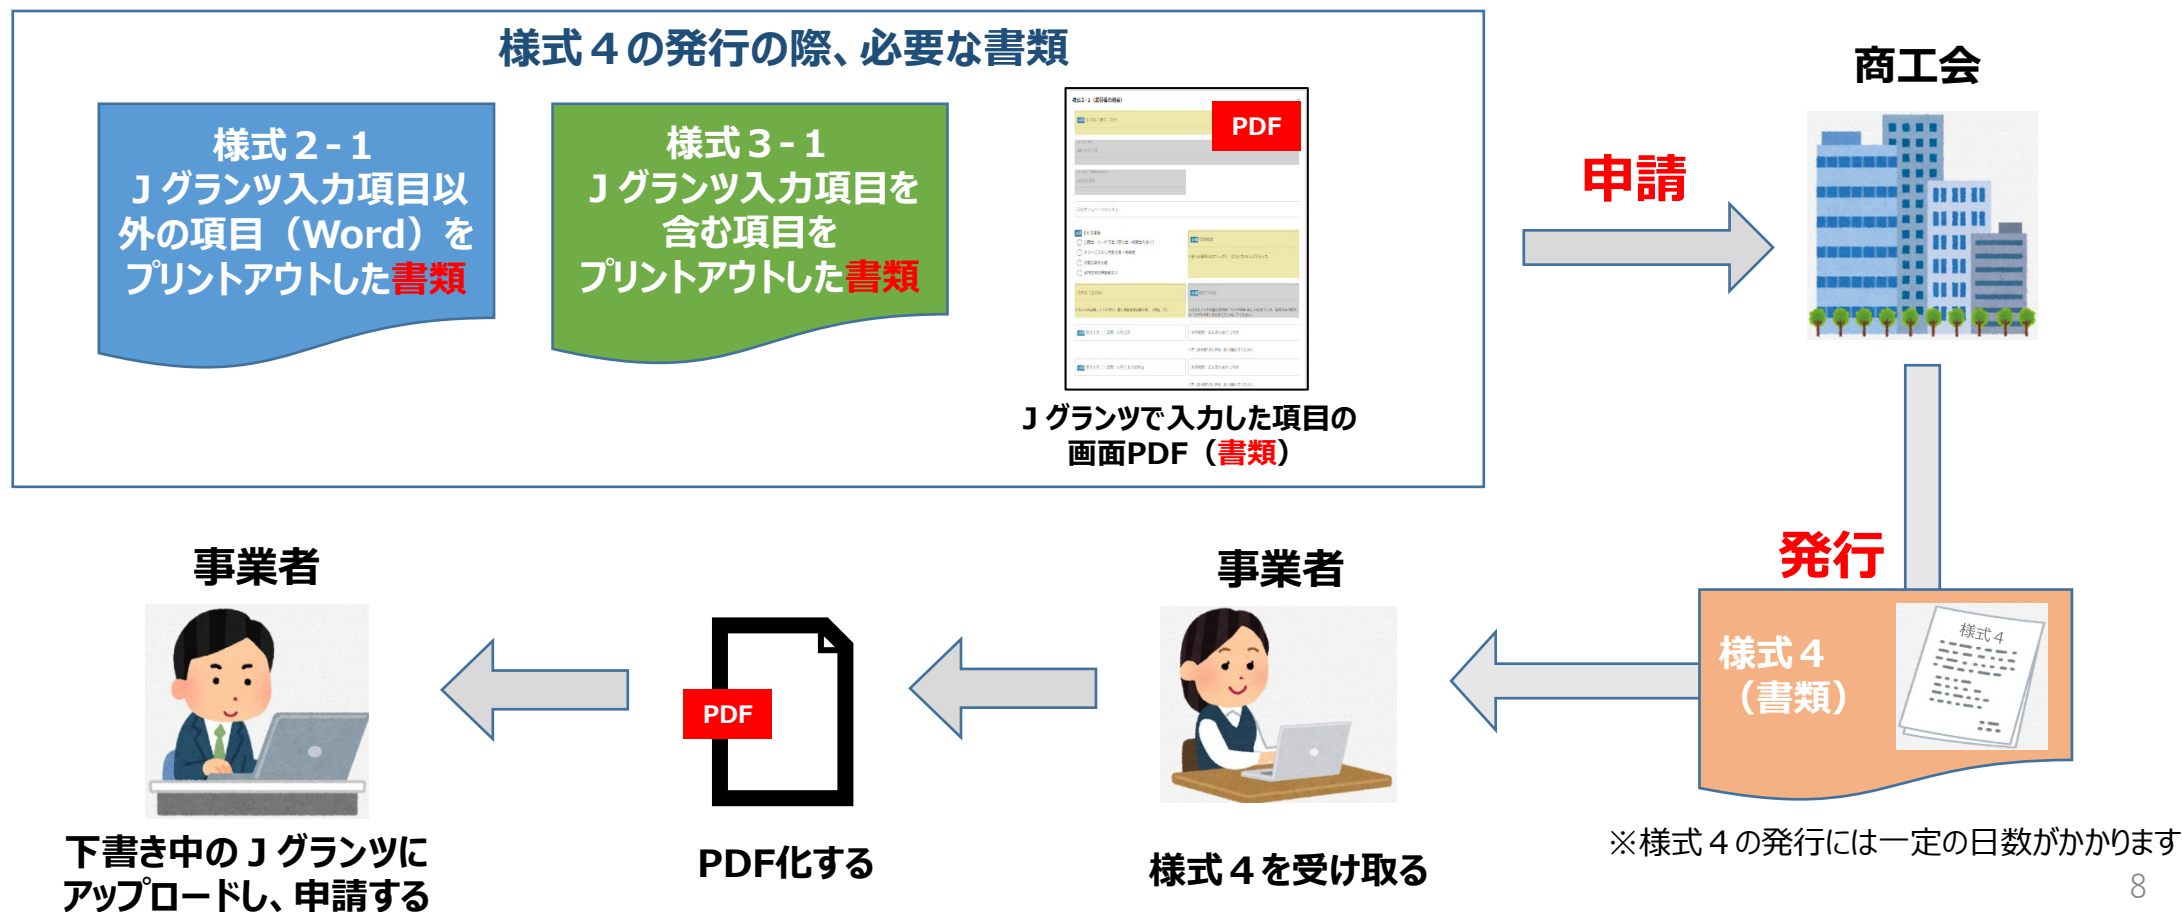 様式４の発行の際、必要な書類
様式２-１
Ｊグランツ入力項目以
外の項目（Word）を
プリントアウトした書類
様式３-１
Ｊグランツ入力項目を
含む項目を
プリントアウトした書類
PDF
Ｊグランツで入力した項目の
画面PDF（書類）
申請
商工会
発行
様式４
（書類）
様式４
※様式４の発行には一定の日数がかかります
事業者
様式４を受け取る
PDF
PDF化する
事業者
下書き中のＪグランツに
アップロードし、申請する
8